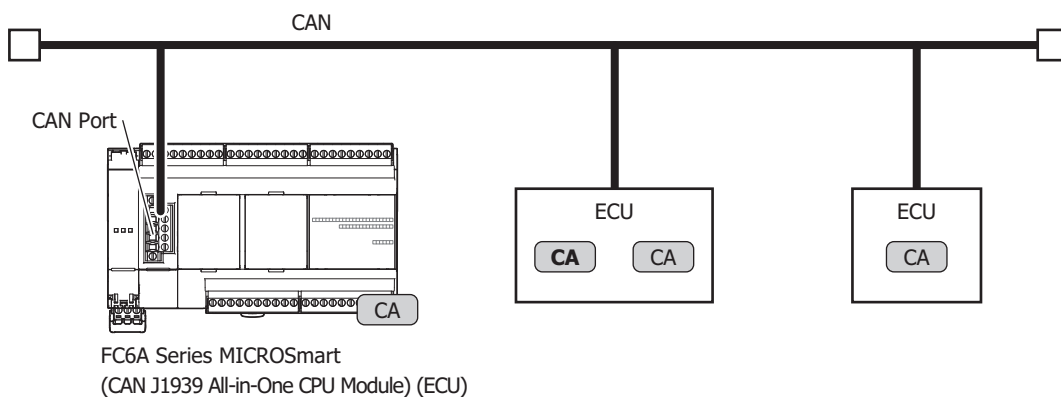 CAN
CAN Port
ECU
CA
CA
ECU
CA
CA
FC6A Series MICROSmart
(CAN J1939 All-in-One CPU Module) (ECU)